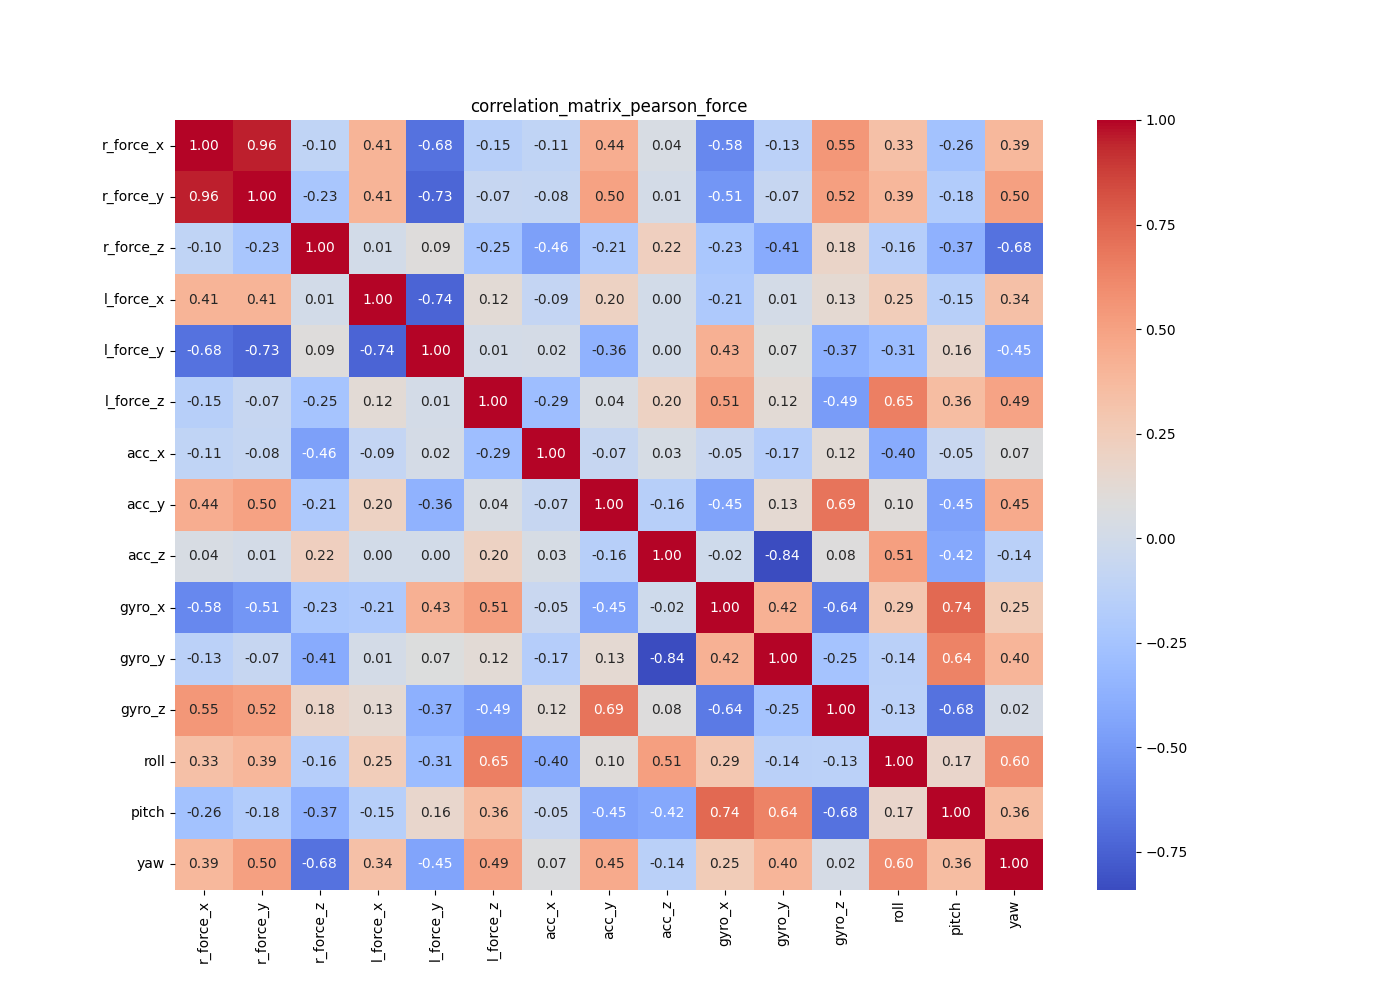 correlation_matrix_pearson_force
r_force_x 1.00 0.96 -0.10 0.41 -0.68 -0.15 -0.11 0.44 0.04 -0.58 -0.13 0.55 0.33 -0.26 0.39
r_force_y 0.96 1.00 -0.23 0.41 -0.73 -0.07 -0.08 0.50 0.01 -0.51 -0.07 0.52 0.39 -0.18 0.50
r_force_z -0.10 -0.23 1.00 0.01 0.09 -0.25 -0.46 -0.21 0.22 -0.23 -0.41 0.18 -0.16 -0.37 -0.68
l_force_x 0.41 0.41 0.01 1.00 -0.74 0.12 -0.09 0.20 0.00 -0.21 0.01 0.13 0.25 -0.15 0.34
l_force_y -0.68 -0.73 0.09 -0.74 1.00 0.01 0.02 -0.36 0.00 0.43 0.07 -0.37 -0.31 0.16 -0.45
l_force_z -0.15 -0.07 -0.25 0.12 0.01 1.00 -0.29 0.04 0.20 0.51 0.12 -0.49 0.65 0.36 0.49
acc_x -0.11 -0.08 -0.46 -0.09 0.02 -0.29 1.00 -0.07 0.03 -0.05 -0.17 0.12 -0.40 -0.05 0.07
acc_y 0.44 0.50 -0.21 0.20 -0.36 0.04 -0.07 1.00 -0.16 -0.45 0.13 0.69 0.10 -0.45 0.45
acc_z 0.04 0.01 0.22 0.00 0.00 0.20 0.03 -0.16 1.00 -0.02 -0.84 0.08 0.51 -0.42 -0.14
gyro_x -0.58 -0.51 -0.23 -0.21 0.43 0.51 -0.05 -0.45 -0.02 1.00 0.42 -0.64 0.29 0.74 0.25
gyro_y -0.13 -0.07 -0.41 0.01 0.07 0.12 -0.17 0.13 -0.84 0.42 1.00 -0.25 -0.14 0.64 0.40
gyro_z 0.55 0.52 0.18 0.13 -0.37 -0.49 0.12 0.69 0.08 -0.64 -0.25 1.00 -0.13 -0.68 0.02
roll 0.33 0.39 -0.16 0.25 -0.31 0.65 -0.40 0.10 0.51 0.29 -0.14 -0.13 1.00 0.17 0.60
pitch -0.26 -0.18 -0.37 -0.15 0.16 0.36 -0.05 -0.45 -0.42 0.74 0.64 -0.68 0.17 1.00 0.36
yaw 0.39 0.50 -0.68 0.34 -0.45 0.49 0.07 0.45 -0.14 0.25 0.40 0.02 0.60 0.36 1.00
r_force_x r_force_y r_force_z l_force_x l_force_y l_force_z acc_x acc_y acc_z gyro_x gyro_y gyro_z roll pitch yaw
1.00
0.75
0.50
0.25
0.00
−0.25
−0.50
−0.75